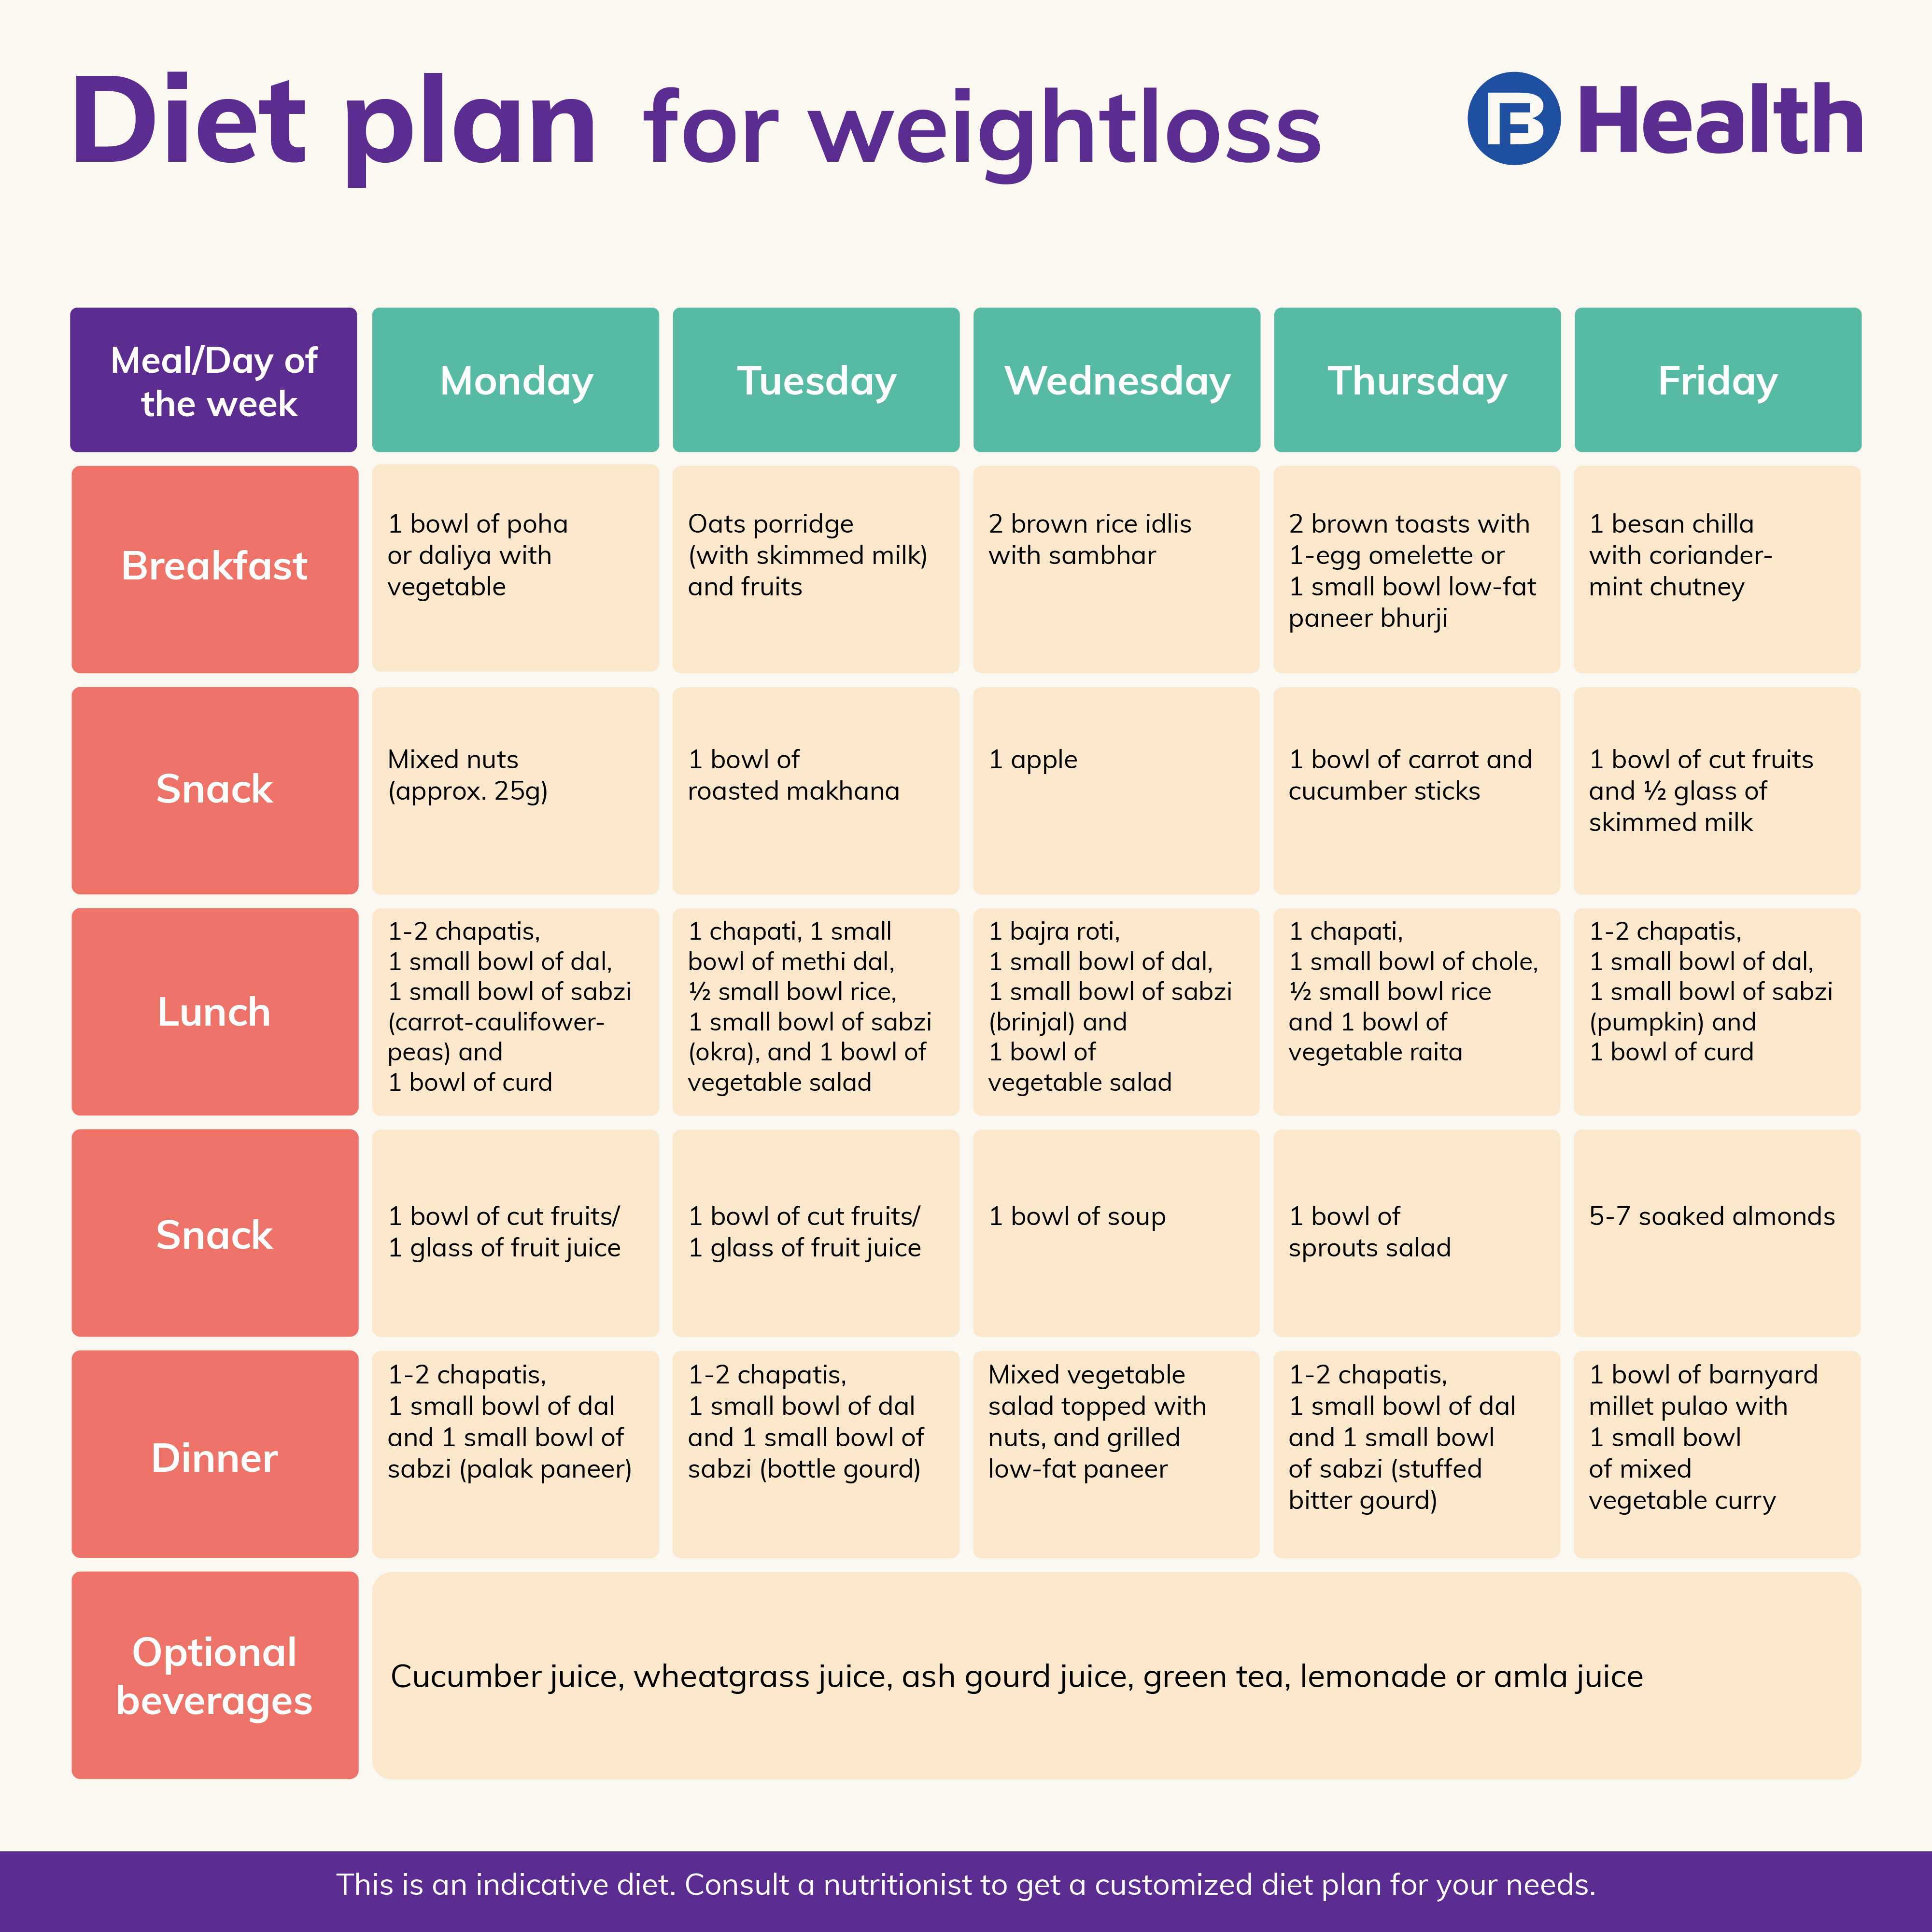 Diet plan for weightloss
B Health
Meal/Day of
the week
Monday
Tuesday
Wednesday
Thursday
Friday
Breakfast
1 bowl of poha
or daliya with
vegetable
Oats porridge
(with skimmed milk)
and fruits
2 brown rice idlis
with sambhar
2 brown toasts with
1-egg omelette or
1 small bowl low-fat
paneer bhurji
1 besan chilla
with coriander-
mint chutney
Snack
Mixed nuts
(approx. 25g)
1 bowl of
roasted makhana
1 apple
1 bowl of carrot and
cucumber sticks
1 bowl of cut fruits
and ½ glass of
skimmed milk
Lunch
1-2 chapatis,
1 small bowl of dal,
1 small bowl of sabzi
(carrot-caulifower-
peas) and
1 bowl of curd
1 chapati, 1 small
bowl of methi dal,
½ small bowl rice,
1 small bowl of sabzi
(okra), and 1 bowl of
vegetable salad
1 bajra roti,
1 small bowl of dal,
1 small bowl of sabzi
(brinjal) and
1 bowl of
vegetable salad
1 chapati,
1 small bowl of chole,
½ small bowl rice
and 1 bowl of
vegetable raita
1-2 chapatis,
1 small bowl of dal,
1 small bowl of sabzi
(pumpkin) and
1 bowl of curd
Snack
1 bowl of cut fruits/
1 glass of fruit juice
1 bowl of cut fruits/
1 glass of fruit juice
1 bowl of soup
1 bowl of
sprouts salad
5-7 soaked almonds
Dinner
1-2 chapatis,
1 small bowl of dal
and 1 small bowl of
sabzi (palak paneer)
1-2 chapatis,
1 small bowl of dal
and 1 small bowl of
sabzi (bottle gourd)
Mixed vegetable
salad topped with
nuts, and grilled
low-fat paneer
1-2 chapatis,
1 small bowl of dal
and 1 small bowl
of sabzi (stuffed
bitter gourd)
1 bowl of barnyard
millet pulao with
1 small bowl
of mixed
vegetable curry
Optional
beverages
Cucumber juice, wheatgrass juice, ash gourd juice, green tea, lemonade or amla juice
This is an indicative diet. Consult a nutritionist to get a customized diet plan for your needs.